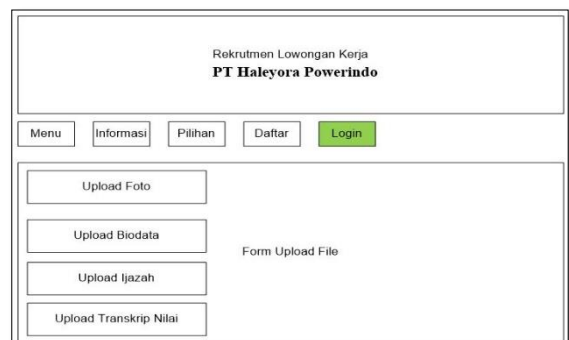 Rekrutmen Lowongan Kerja
PT Haleyora Powerindo
Menu Informasi Pilihan Daftar Login
Upload Foto
Upload Biodata
Form Upload File
Upload Ijazah
Upload Transkrip Nilai